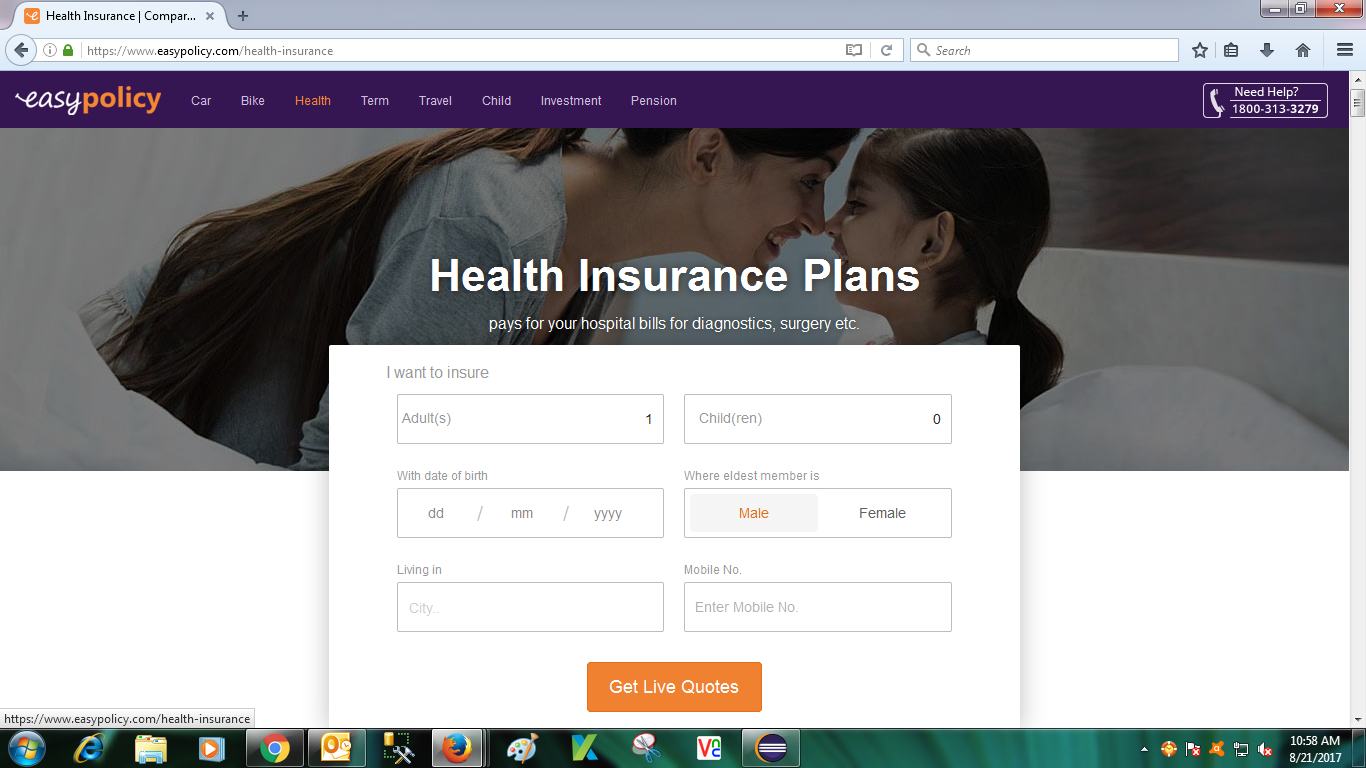 Health Insurance | Compar...
https://www.easypolicy.com/health-insurance
Search
easypolicy
Car
Bike
Health
Term
Travel
Child
Investment
Pension
Need Help?
1800-313-3279
Health Insurance Plans
pays for your hospital bills for diagnostics, surgery etc.
I want to insure
Adult(s) 1
Child(ren) 0
With date of birth
Where eldest member is
dd / mm / yyyy
Male Female
Living in
Mobile No.
City..
Enter Mobile No.
Get Live Quotes
https://www.easypolicy.com/health-insurance
10:58 AM
8/21/2017